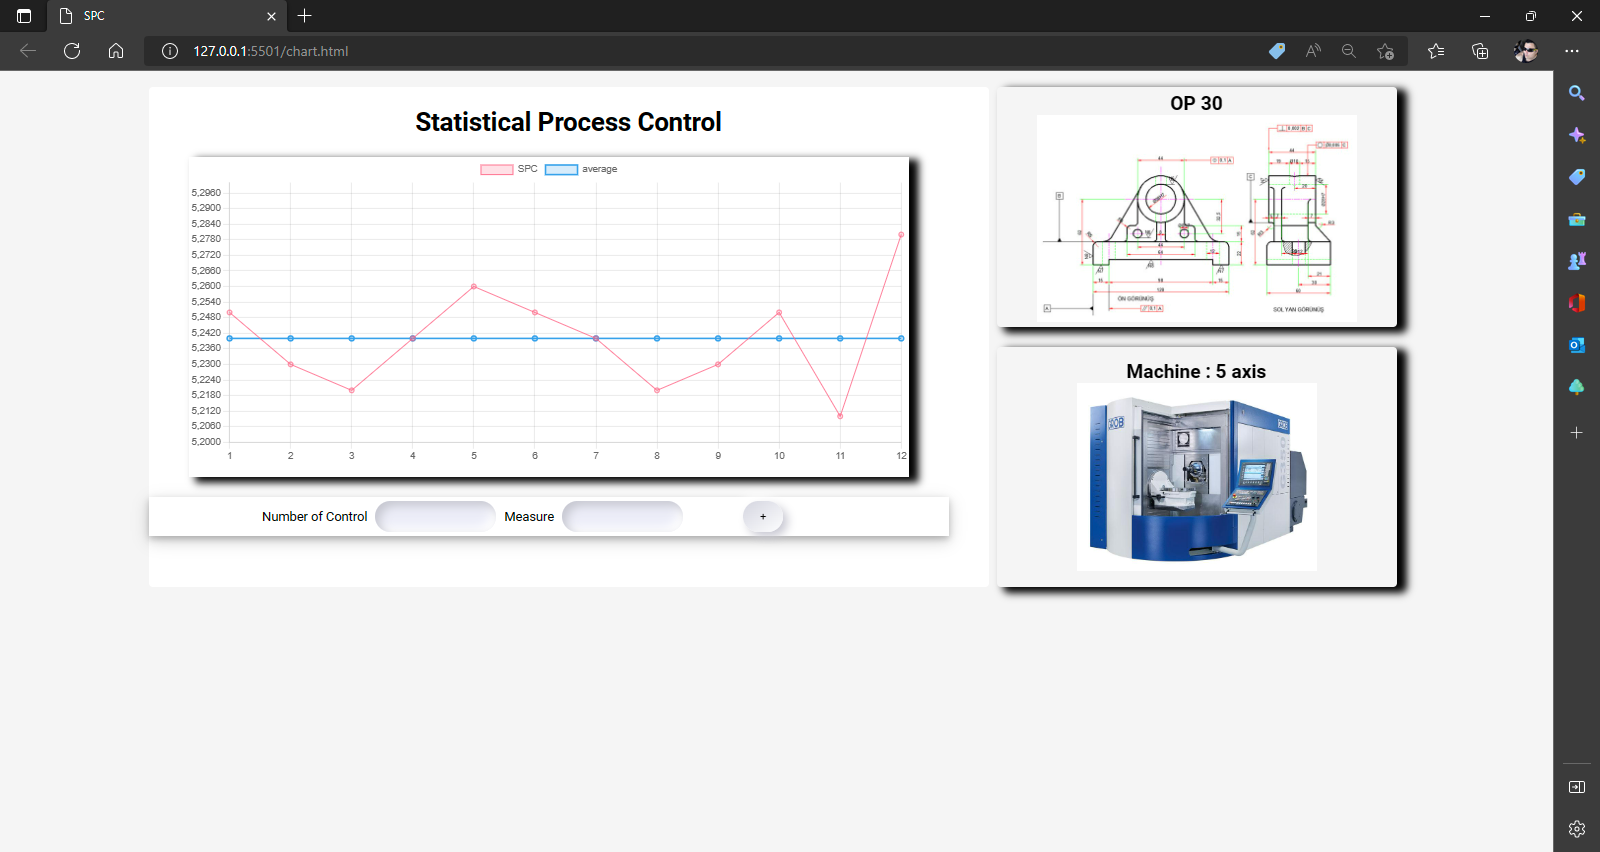 SPC
127.0.0.1:5501/chart.html
Statistical Process Control
SPC average
5,2960
5,2900
5,2840
5,2780
5,2720
5,2660
5,2600
5,2540
5,2480
5,2420
5,2360
5,2300
5,2240
5,2180
5,2120
5,2060
5,2000
1 2 3 4 5 6 7 8 9 10 11 12
Number of Control Measure +
OP 30
44
44
ÖN GÖRÜNÜŞ
SOL YAN GÖRÜNÜŞ
Machine : 5 axis
GROB